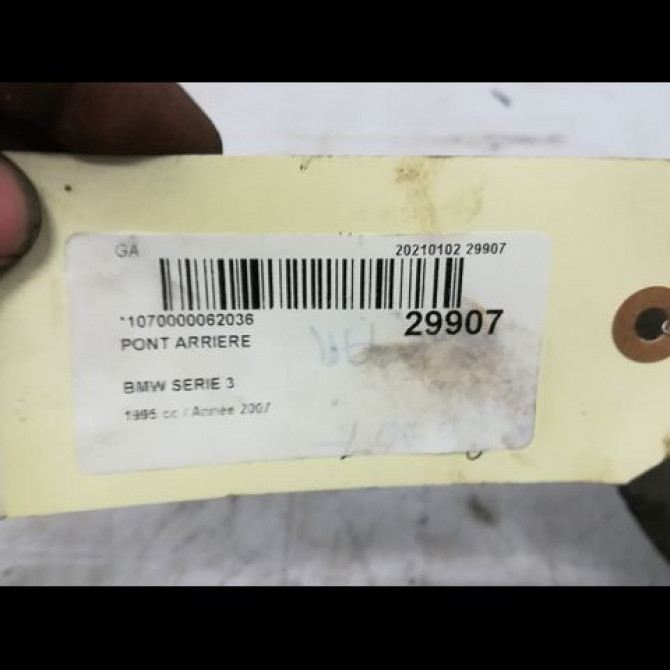 GA 20210102 29907
*1070000062036 29907
PONT ARRIERE
BMW SERIE 3
1995 cc / Année 2007